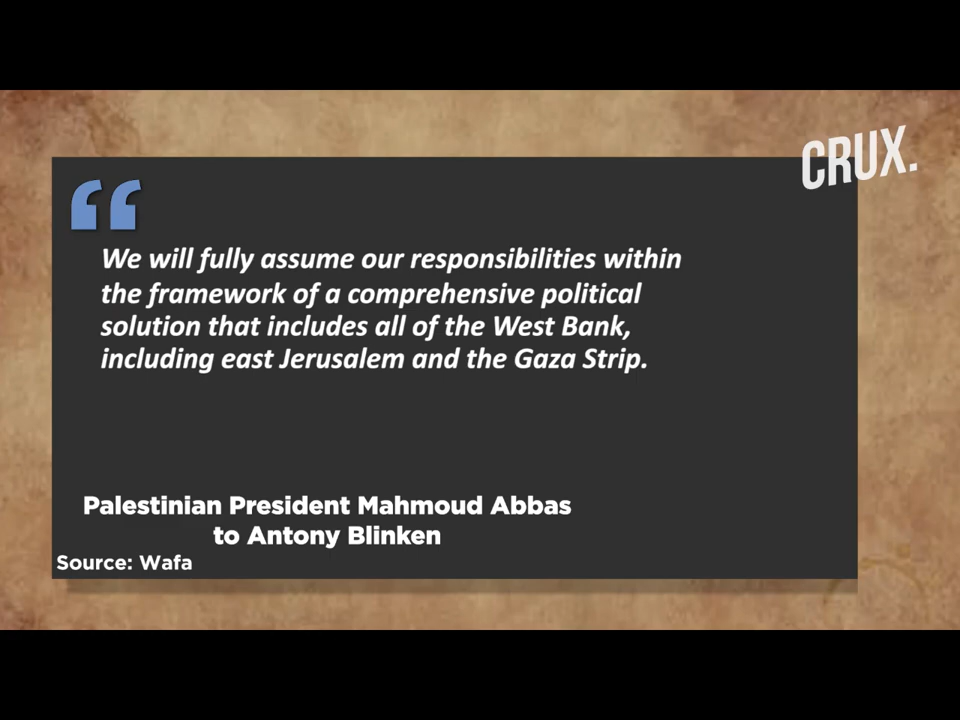 CRUX.
“
We will fully assume our responsibilities within
the framework of a comprehensive political
solution that includes all of the West Bank,
including east Jerusalem and the Gaza Strip.
Palestinian President Mahmoud Abbas
to Antony Blinken
Source: Wafa